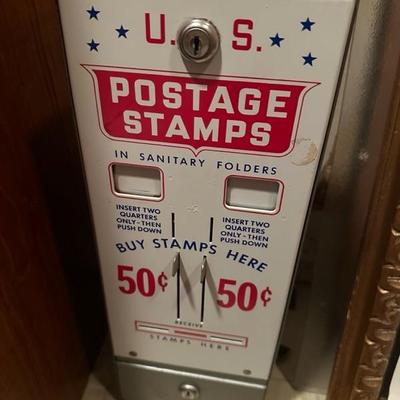 U. S.
POSTAGE
STAMPS
IN SANITARY FOLDERS
INSERT TWO
QUARTERS
ONLY-THEN
PUSH DOWN
INSERT TWO
QUARTERS
ONLY-THEN
PUSH DOWN
BUY STAMPS HERE
50¢ 50¢
RECEIVE
STAMPS HERE